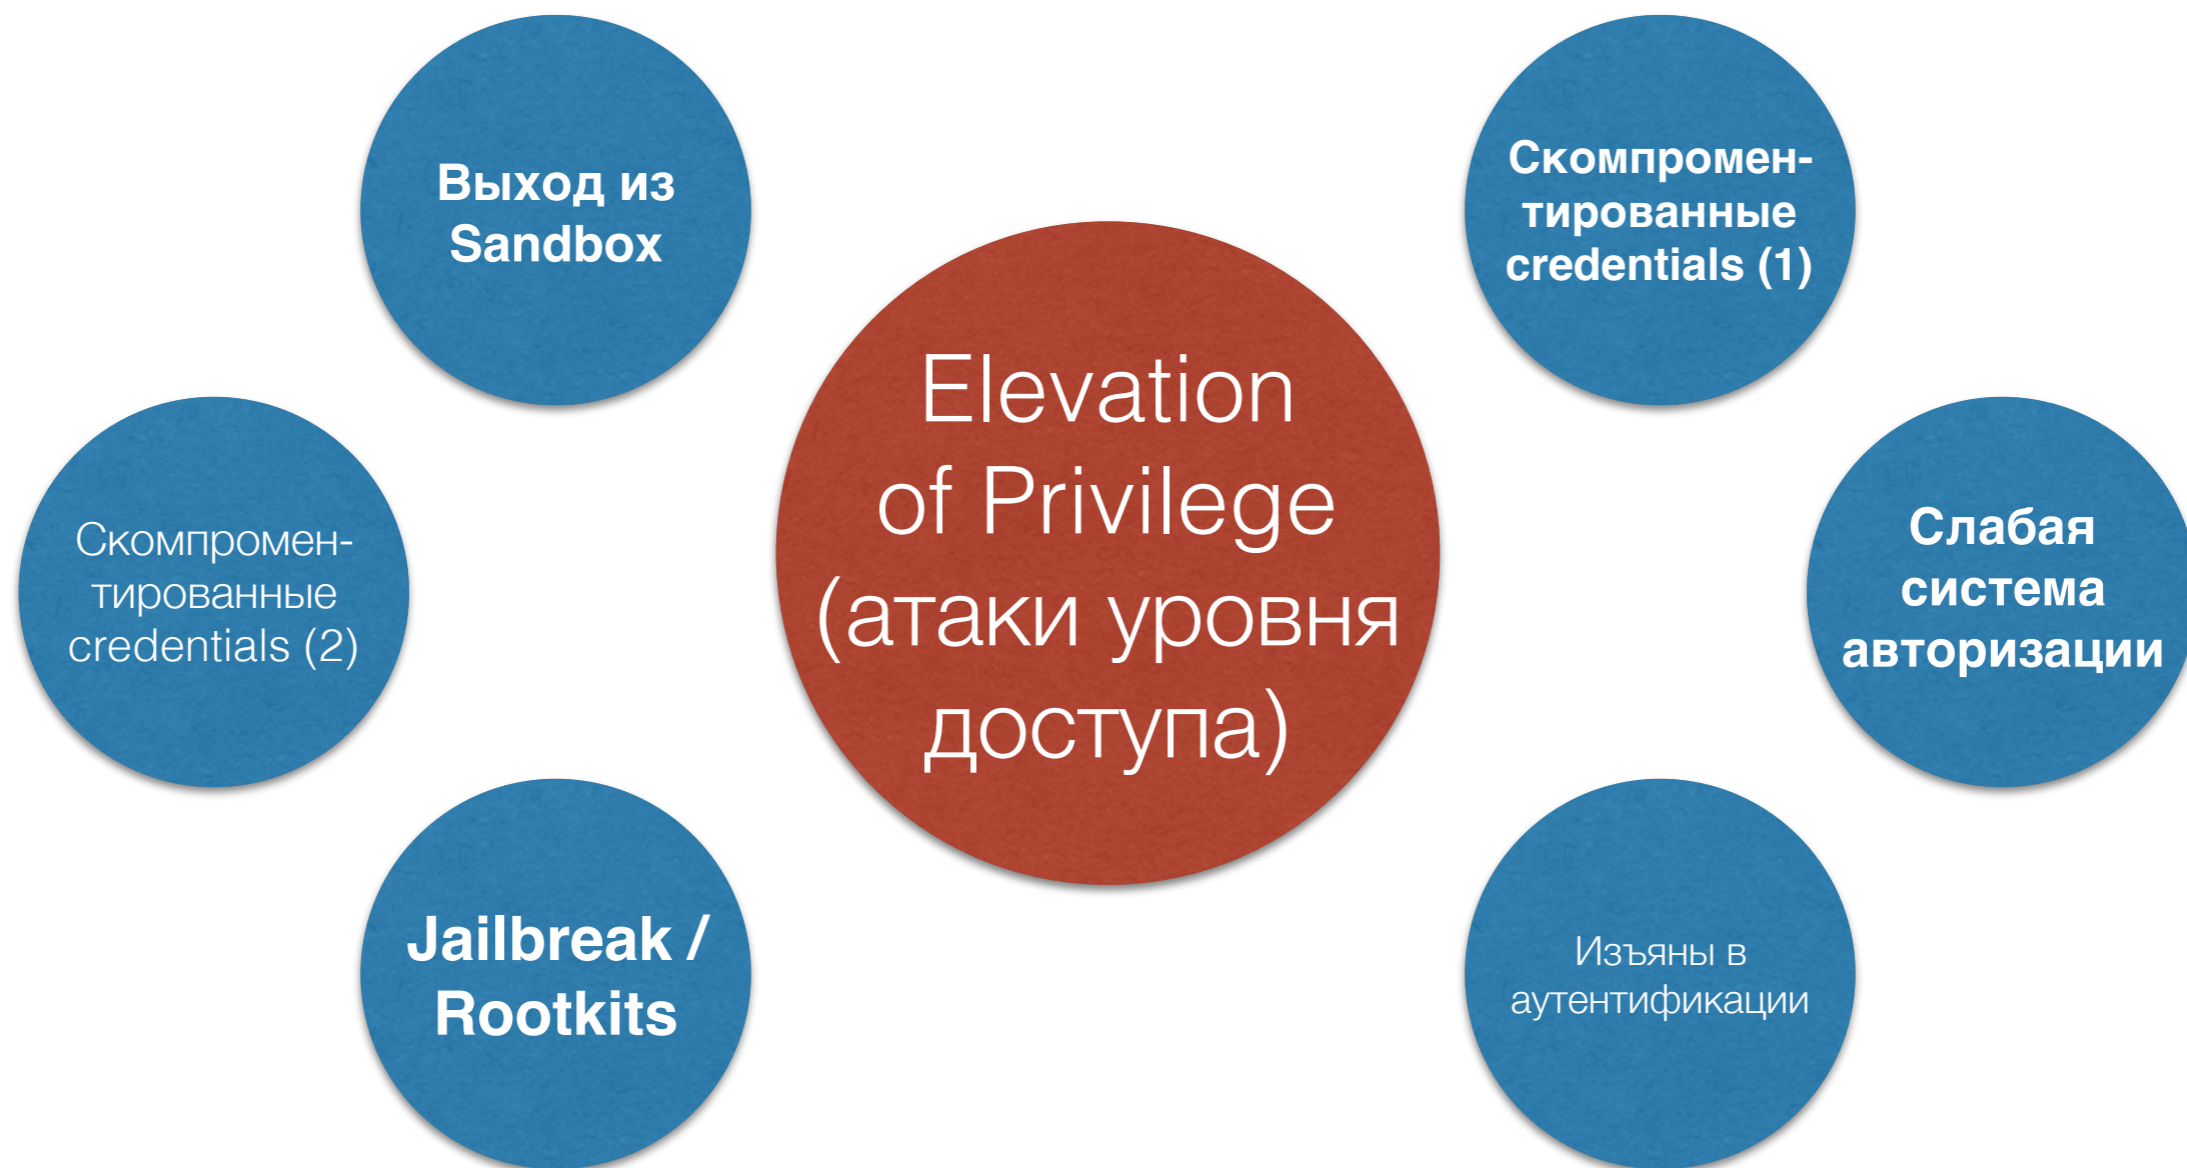 Выход из
Sandbox
Скомпромен-
тированные
credentials (1)
Elevation
of Privilege
(атаки уровня
доступа)
Скомпромен-
тированные
credentials (2)
Слабая
система
авторизации
Jailbreak /
Rootkits
Изъяны в
аутентификации